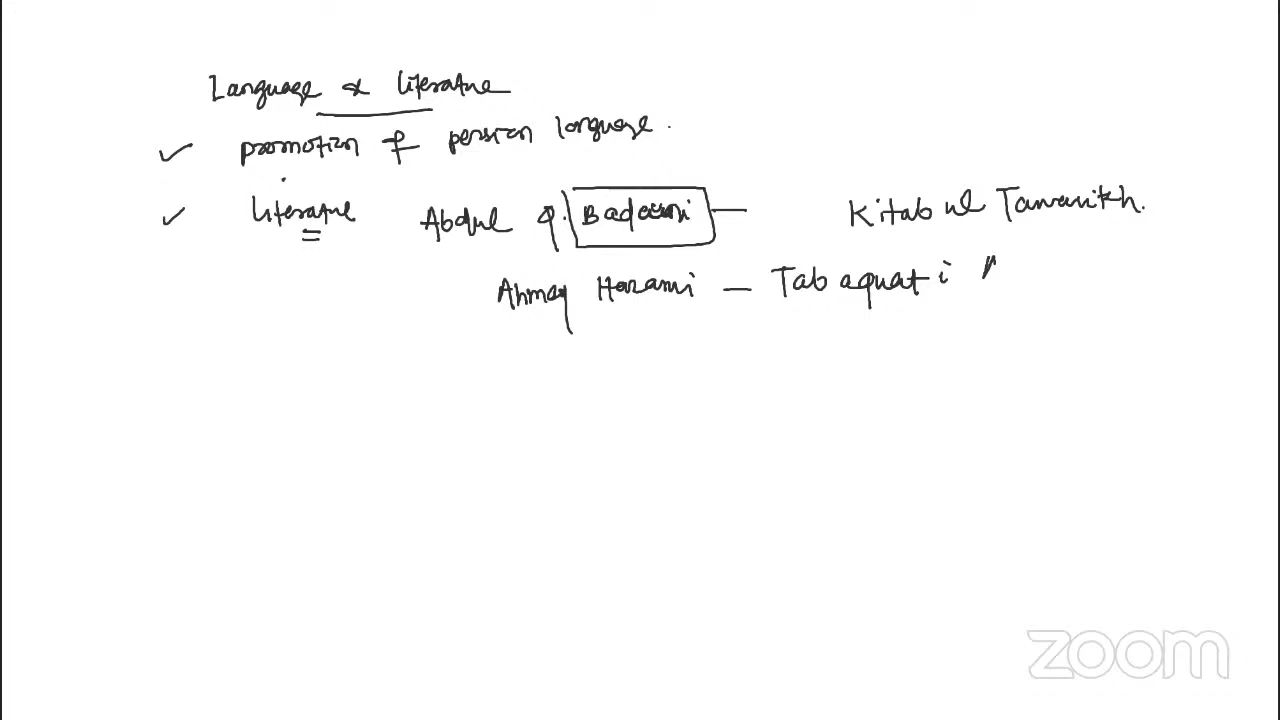 Language & literature
promotion of persian language.
literature Abdul Q. Badauni — Kitab ul Tawarikh.
Ahmad Harami — Tabaquat i
zoom